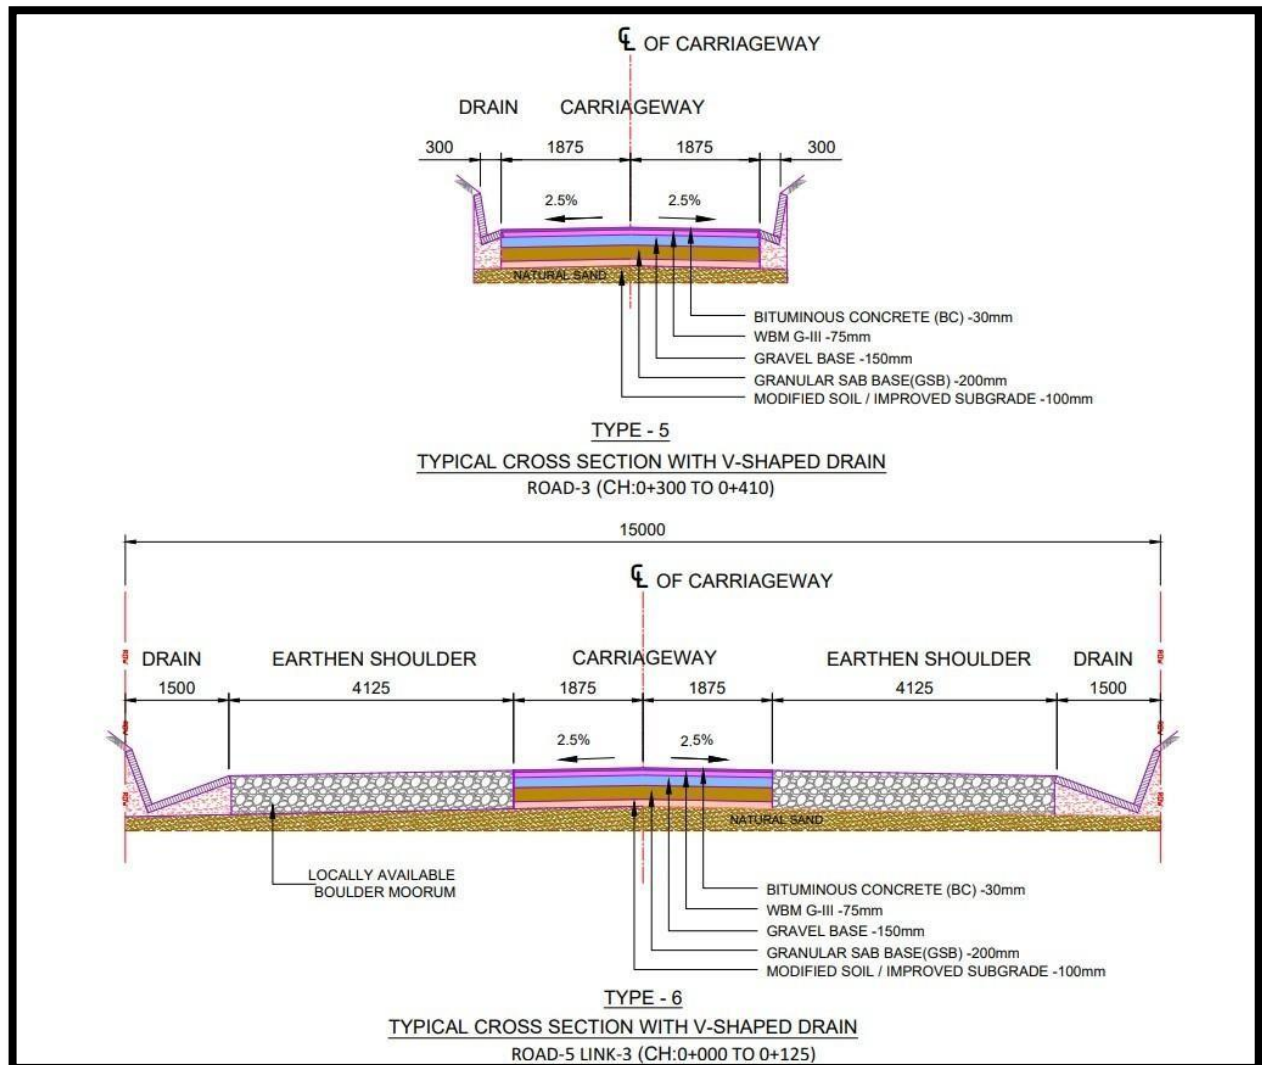 ℄ OF CARRIAGEWAY
DRAIN CARRIAGEWAY
300 1875 1875 300
2.5% 2.5%
NATURAL SAND
BITUMINOUS CONCRETE (BC) -30mm
WBM G-III -75mm
GRAVEL BASE -150mm
GRANULAR SAB BASE(GSB) -200mm
MODIFIED SOIL / IMPROVED SUBGRADE -100mm
TYPE - 5
TYPICAL CROSS SECTION WITH V-SHAPED DRAIN
ROAD-3 (CH:0+300 TO 0+410)
15000
℄ OF CARRIAGEWAY
ROW ROW
DRAIN EARTHEN SHOULDER CARRIAGEWAY EARTHEN SHOULDER DRAIN
1500 4125 1875 1875 4125 1500
ROW ROW
2.5% 2.5%
ROW ROW
NATURAL SAND
LOCALLY AVAILABLE
BOULDER MOORUM
BITUMINOUS CONCRETE (BC) -30mm
WBM G-III -75mm
GRAVEL BASE -150mm
GRANULAR SAB BASE(GSB) -200mm
MODIFIED SOIL / IMPROVED SUBGRADE -100mm
TYPE - 6
TYPICAL CROSS SECTION WITH V-SHAPED DRAIN
ROAD-5 LINK-3 (CH:0+000 TO 0+125)